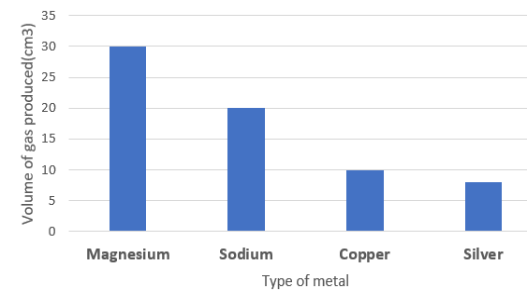 Volume of gas produced(cm3)
35
30
25
20
15
10
5
0
Magnesium Sodium Copper Silver
Type of metal